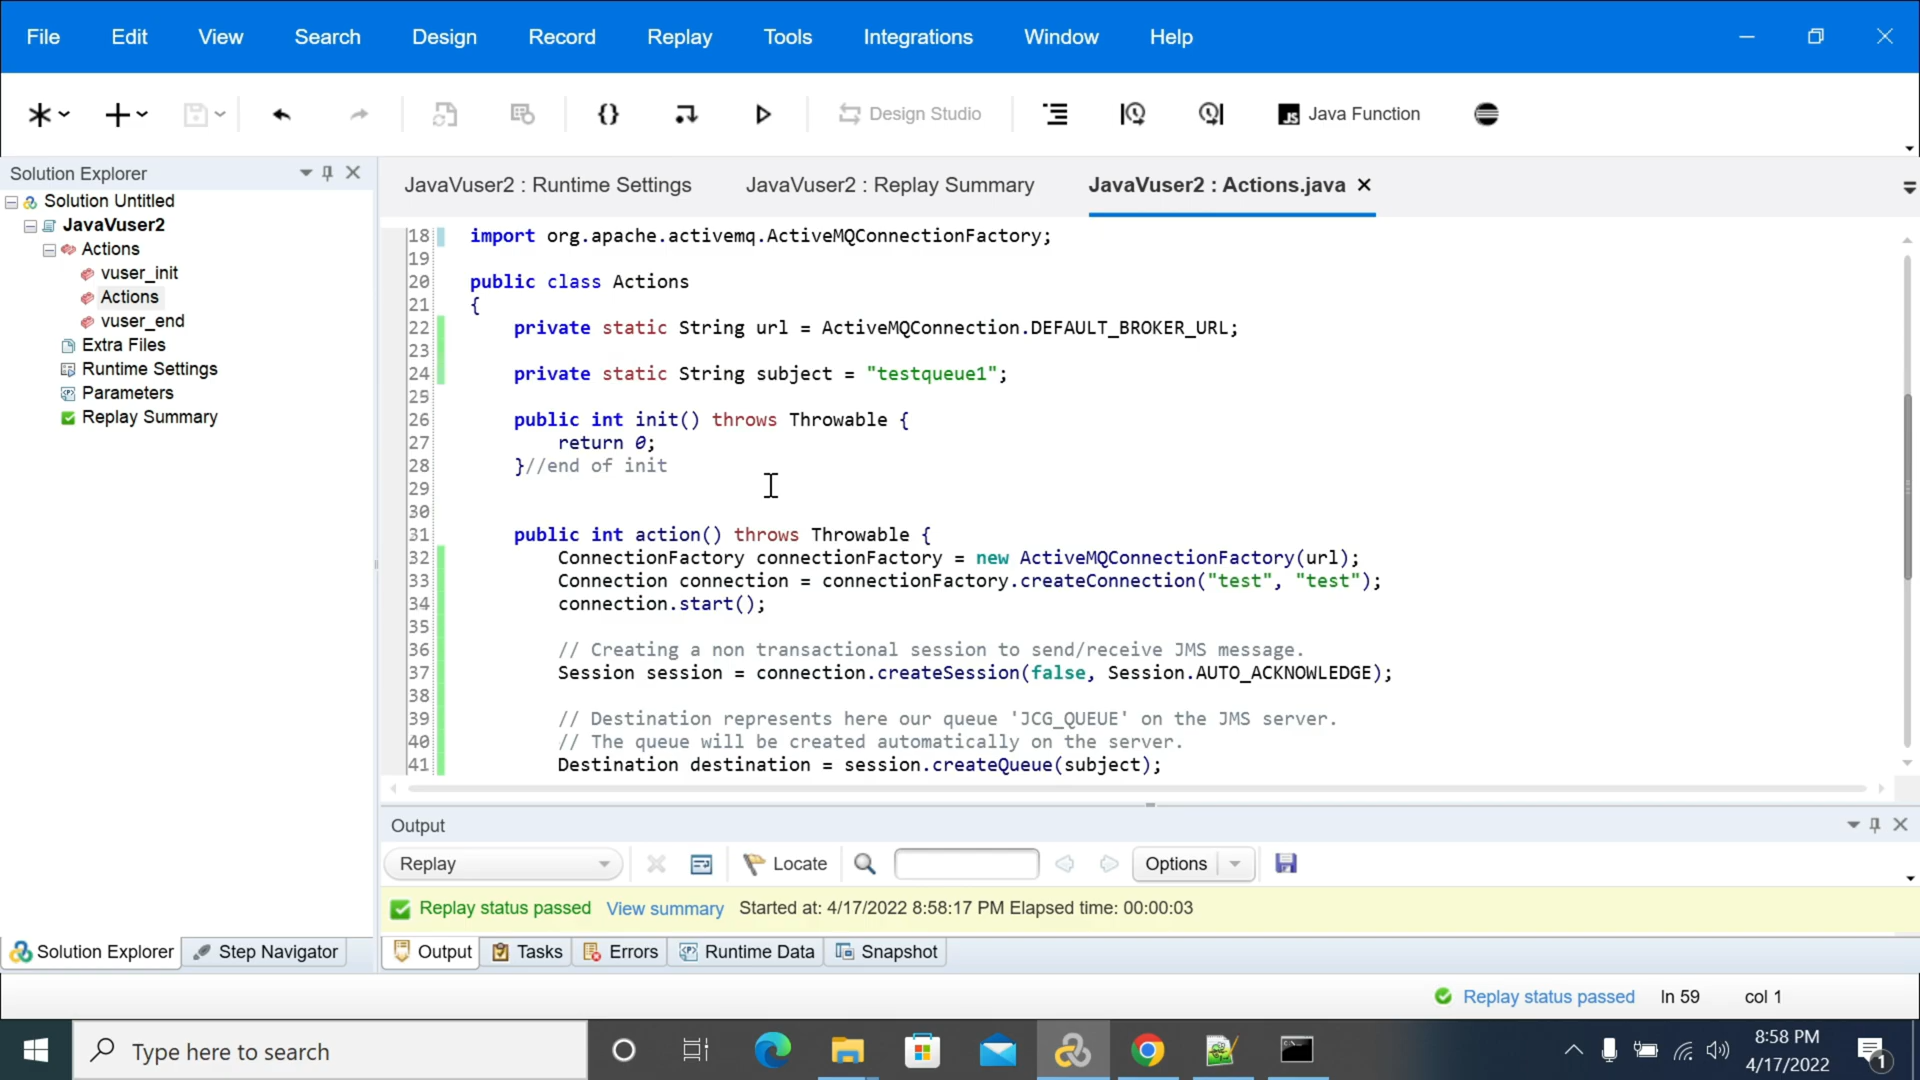 File Edit View Search Design Record Replay Tools Integrations Window Help
Design Studio JS Java Function
Solution Explorer
Solution Untitled
JavaVuser2
Actions
vuser_init
Actions
vuser_end
Extra Files
Runtime Settings
Parameters
Replay Summary
JavaVuser2 : Runtime Settings JavaVuser2 : Replay Summary JavaVuser2 : Actions.java
18 import org.apache.activemq.ActiveMQConnectionFactory;
19
20 public class Actions
21 {
22 private static String url = ActiveMQConnection.DEFAULT_BROKER_URL;
23
24 private static String subject = "testqueue1";
25
26 public int init() throws Throwable {
27 return 0;
28 }//end of init
29
30
31 public int action() throws Throwable {
32 ConnectionFactory connectionFactory = new ActiveMQConnectionFactory(url);
33 Connection connection = connectionFactory.createConnection("test", "test");
34 connection.start();
35
36 // Creating a non transactional session to send/receive JMS message.
37 Session session = connection.createSession(false, Session.AUTO_ACKNOWLEDGE);
38
39 // Destination represents here our queue 'JCG_QUEUE' on the JMS server.
40 // The queue will be created automatically on the server.
41 Destination destination = session.createQueue(subject);
Output
Replay Locate Options
Replay status passed View summary Started at: 4/17/2022 8:58:17 PM Elapsed time: 00:00:03
Solution Explorer Step Navigator Output Tasks Errors Runtime Data Snapshot
Replay status passed ln 59 col 1
Type here to search
8:58 PM
4/17/2022
1